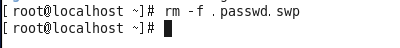 [root@localhost ~]# rm -f .passwd.swp
[root@localhost ~]#